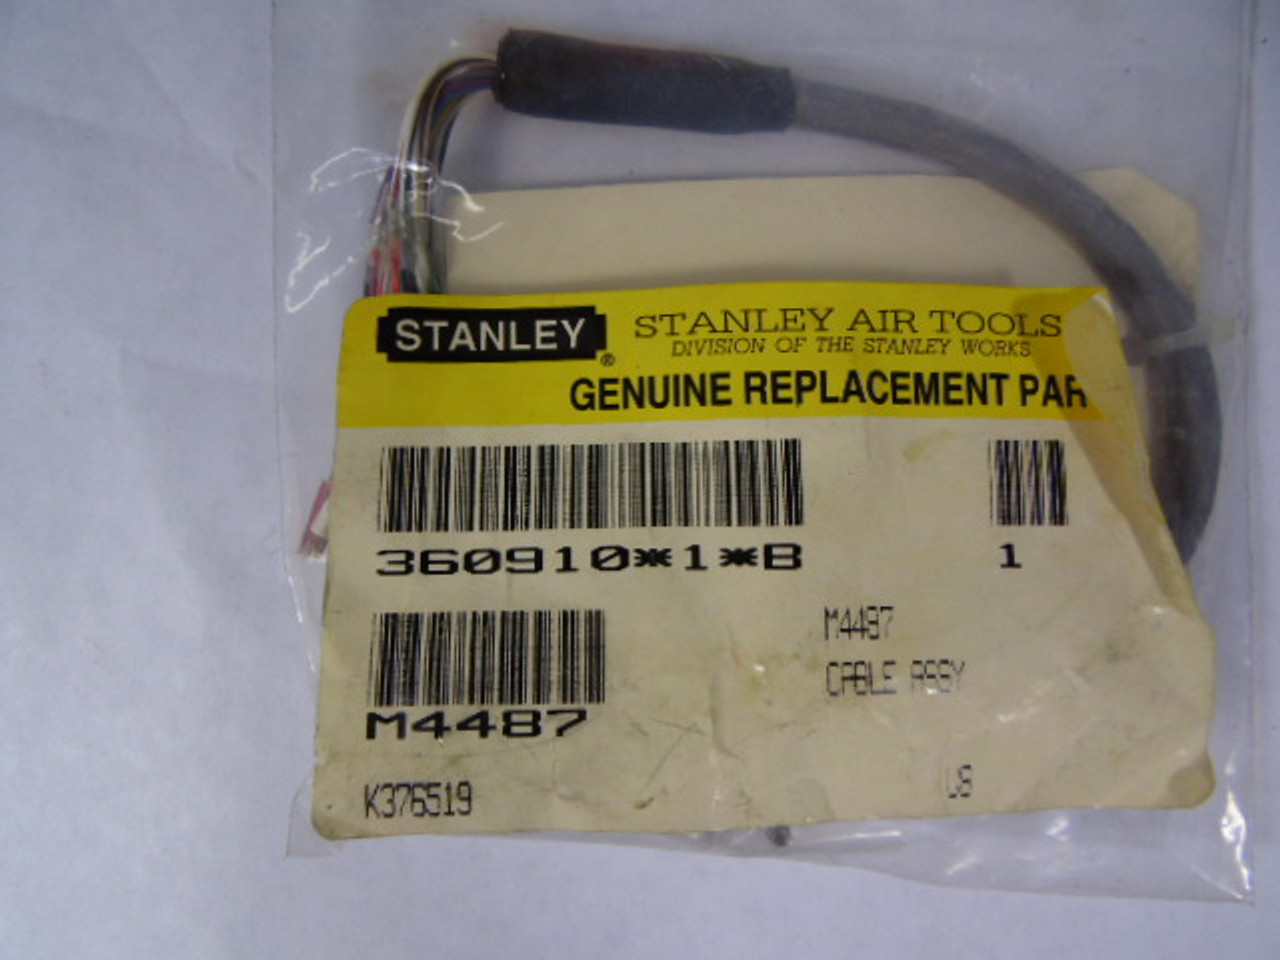 STANLEY®
STANLEY AIR TOOLS
DIVISION OF THE STANLEY WORKS
GENUINE REPLACEMENT PAR
360910*1*B
1
M4487
M4487
CABLE ASSY
K376519